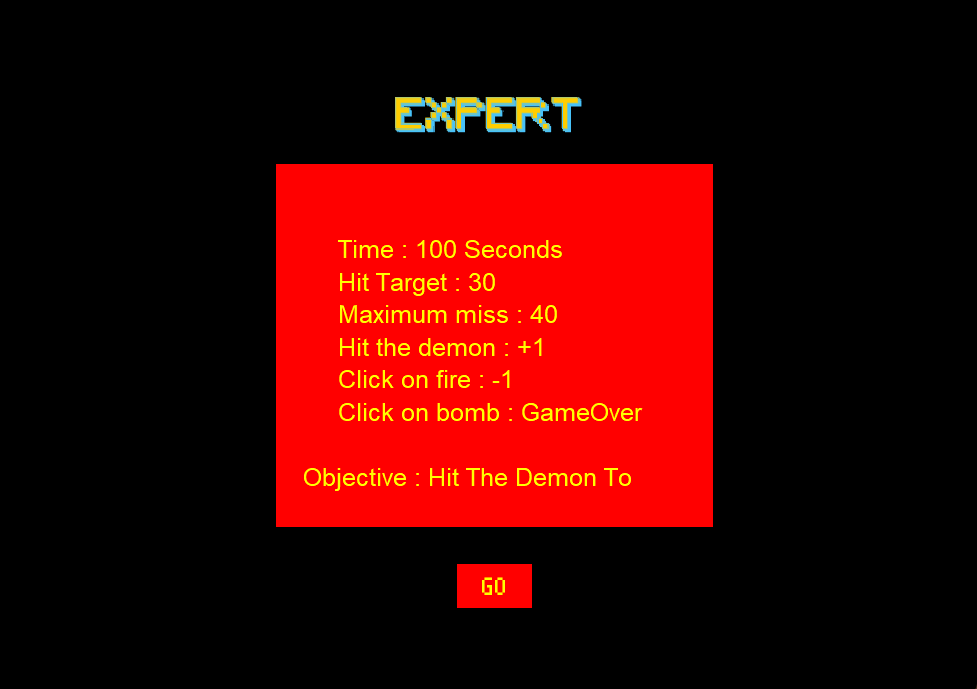 EXPERT
Time : 100 Seconds
Hit Target : 30
Maximum miss : 40
Hit the demon : +1
Click on fire : -1
Click on bomb : GameOver
Objective : Hit The Demon To
GO